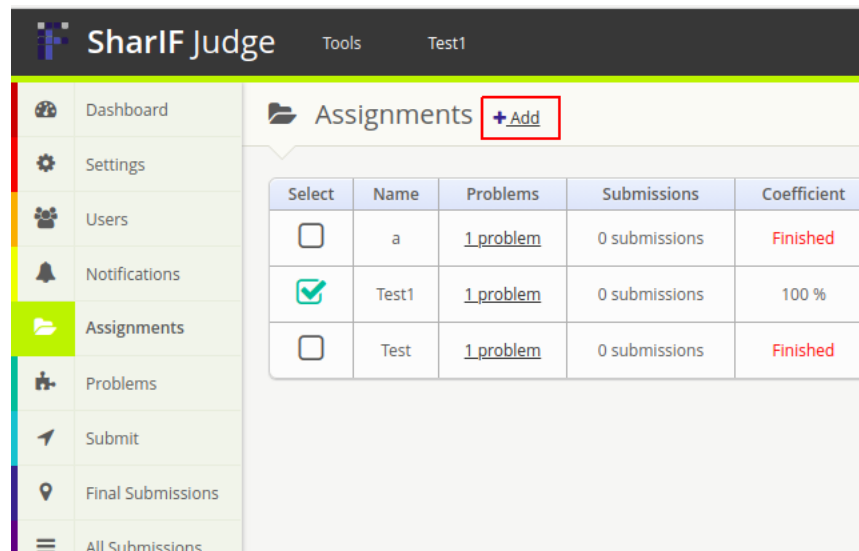 SharIF Judge Tools Test1
Dashboard
Settings
Users
Notifications
Assignments
Problems
Submit
Final Submissions
All Submissions
Assignments +Add
Select Name Problems Submissions Coefficient
a 1 problem 0 submissions Finished
Test1 1 problem 0 submissions 100 %
Test 1 problem 0 submissions Finished